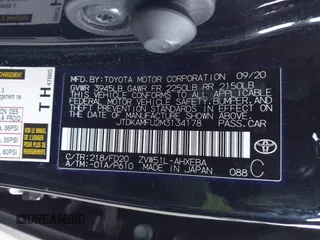 MFD. BY: TOYOTA MOTOR CORPORATION 09/20
GVWR 3945LB GAWR FR 2250LB RR 2150LB
THIS VEHICLE CONFORMS TO ALL APPLICABLE
FEDERAL MOTOR VEHICLE SAFETY, BUMPER, AND
THEFT PREVENTION STANDARDS IN EFFECT ON
THE DATE OF MANUFACTURE SHOWN ABOVE.
JTDKAMFU2M3134178 PASS.CAR
C/TR:218/FD20 ZVW51L-AHXEBA
A/TM:-01A/P610 MADE IN JAPAN 088 C
TOYOTA
TH
DREAMBID